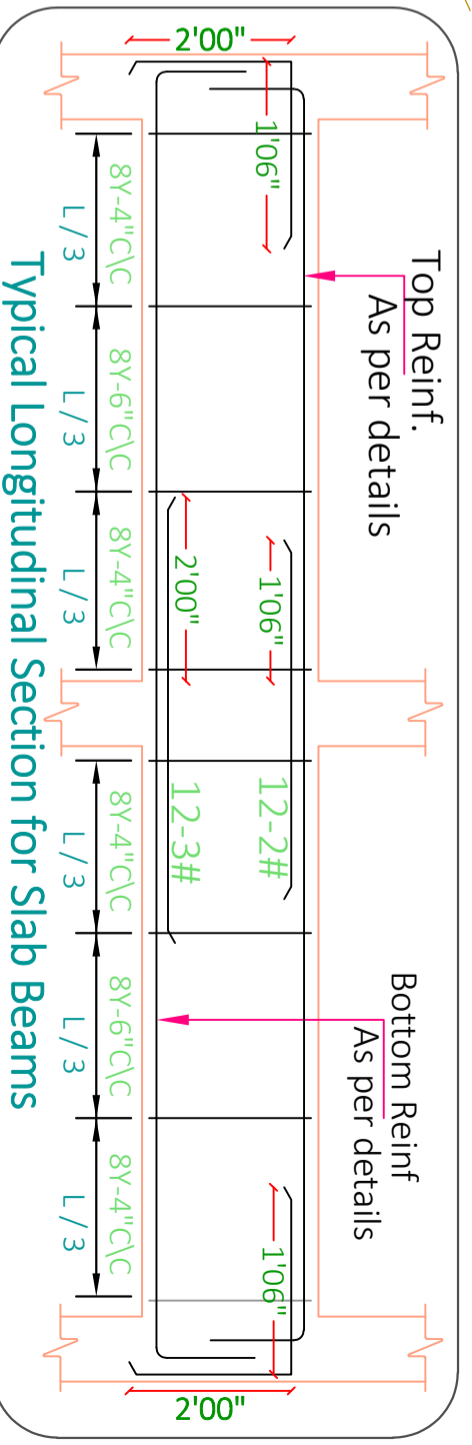 Top Reinf.
As per details
Bottom Reinf
As per details
2'00"
1'06"
1'06"
1'06"
2'00"
2'00"
12-2#
12-3#
8Y-4"C\C
8Y-6"C\C
8Y-4"C\C
8Y-4"C\C
8Y-6"C\C
8Y-4"C\C
L / 3
L / 3
L / 3
L / 3
L / 3
L / 3
Typical Longitudinal Section for Slab Beams